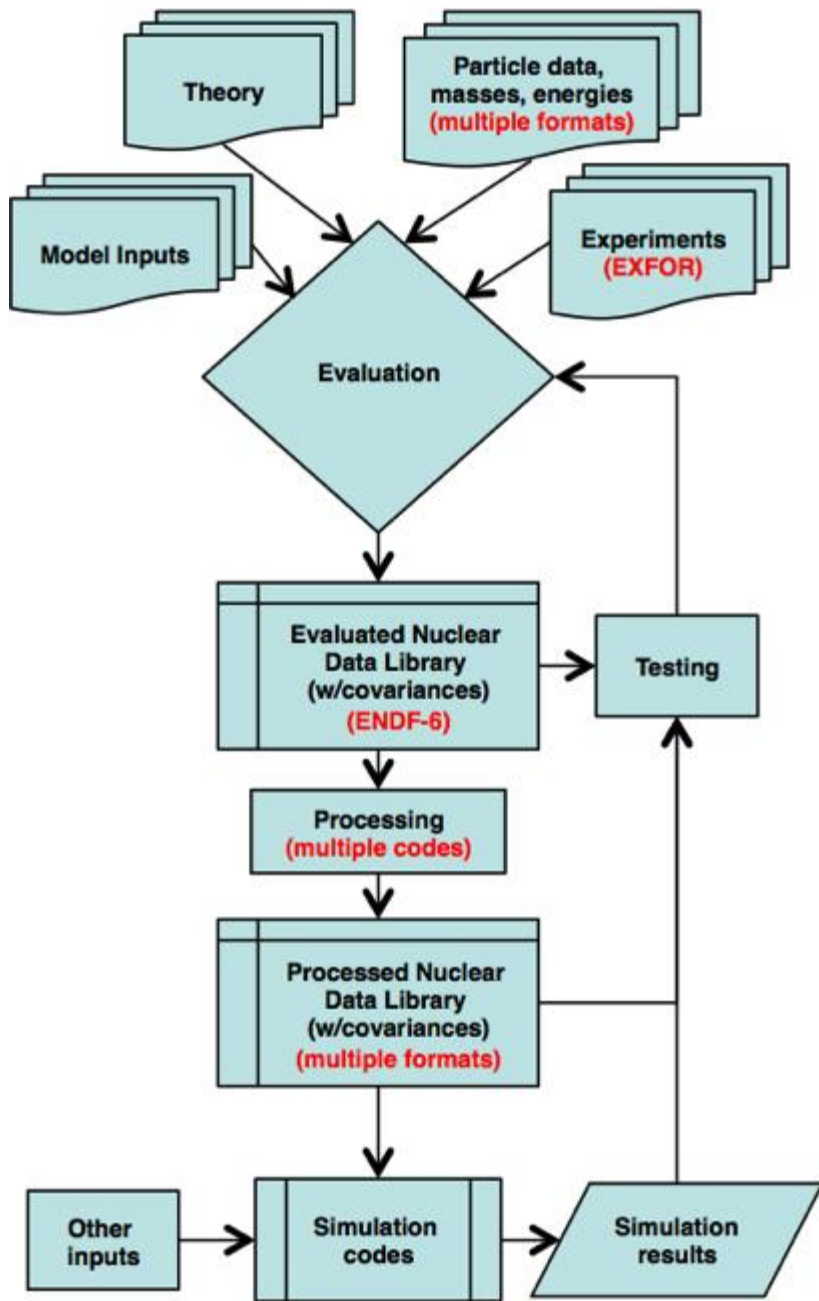 Theory
Particle data,
masses, energies
(multiple formats)
Model Inputs
Experiments
(EXFOR)
Evaluation
Evaluated Nuclear
Data Library
(w/covariances)
(ENDF-6)
Testing
Processing
(multiple codes)
Processed Nuclear
Data Library
(w/covariances)
(multiple formats)
Other
inputs
Simulation
codes
Simulation
results